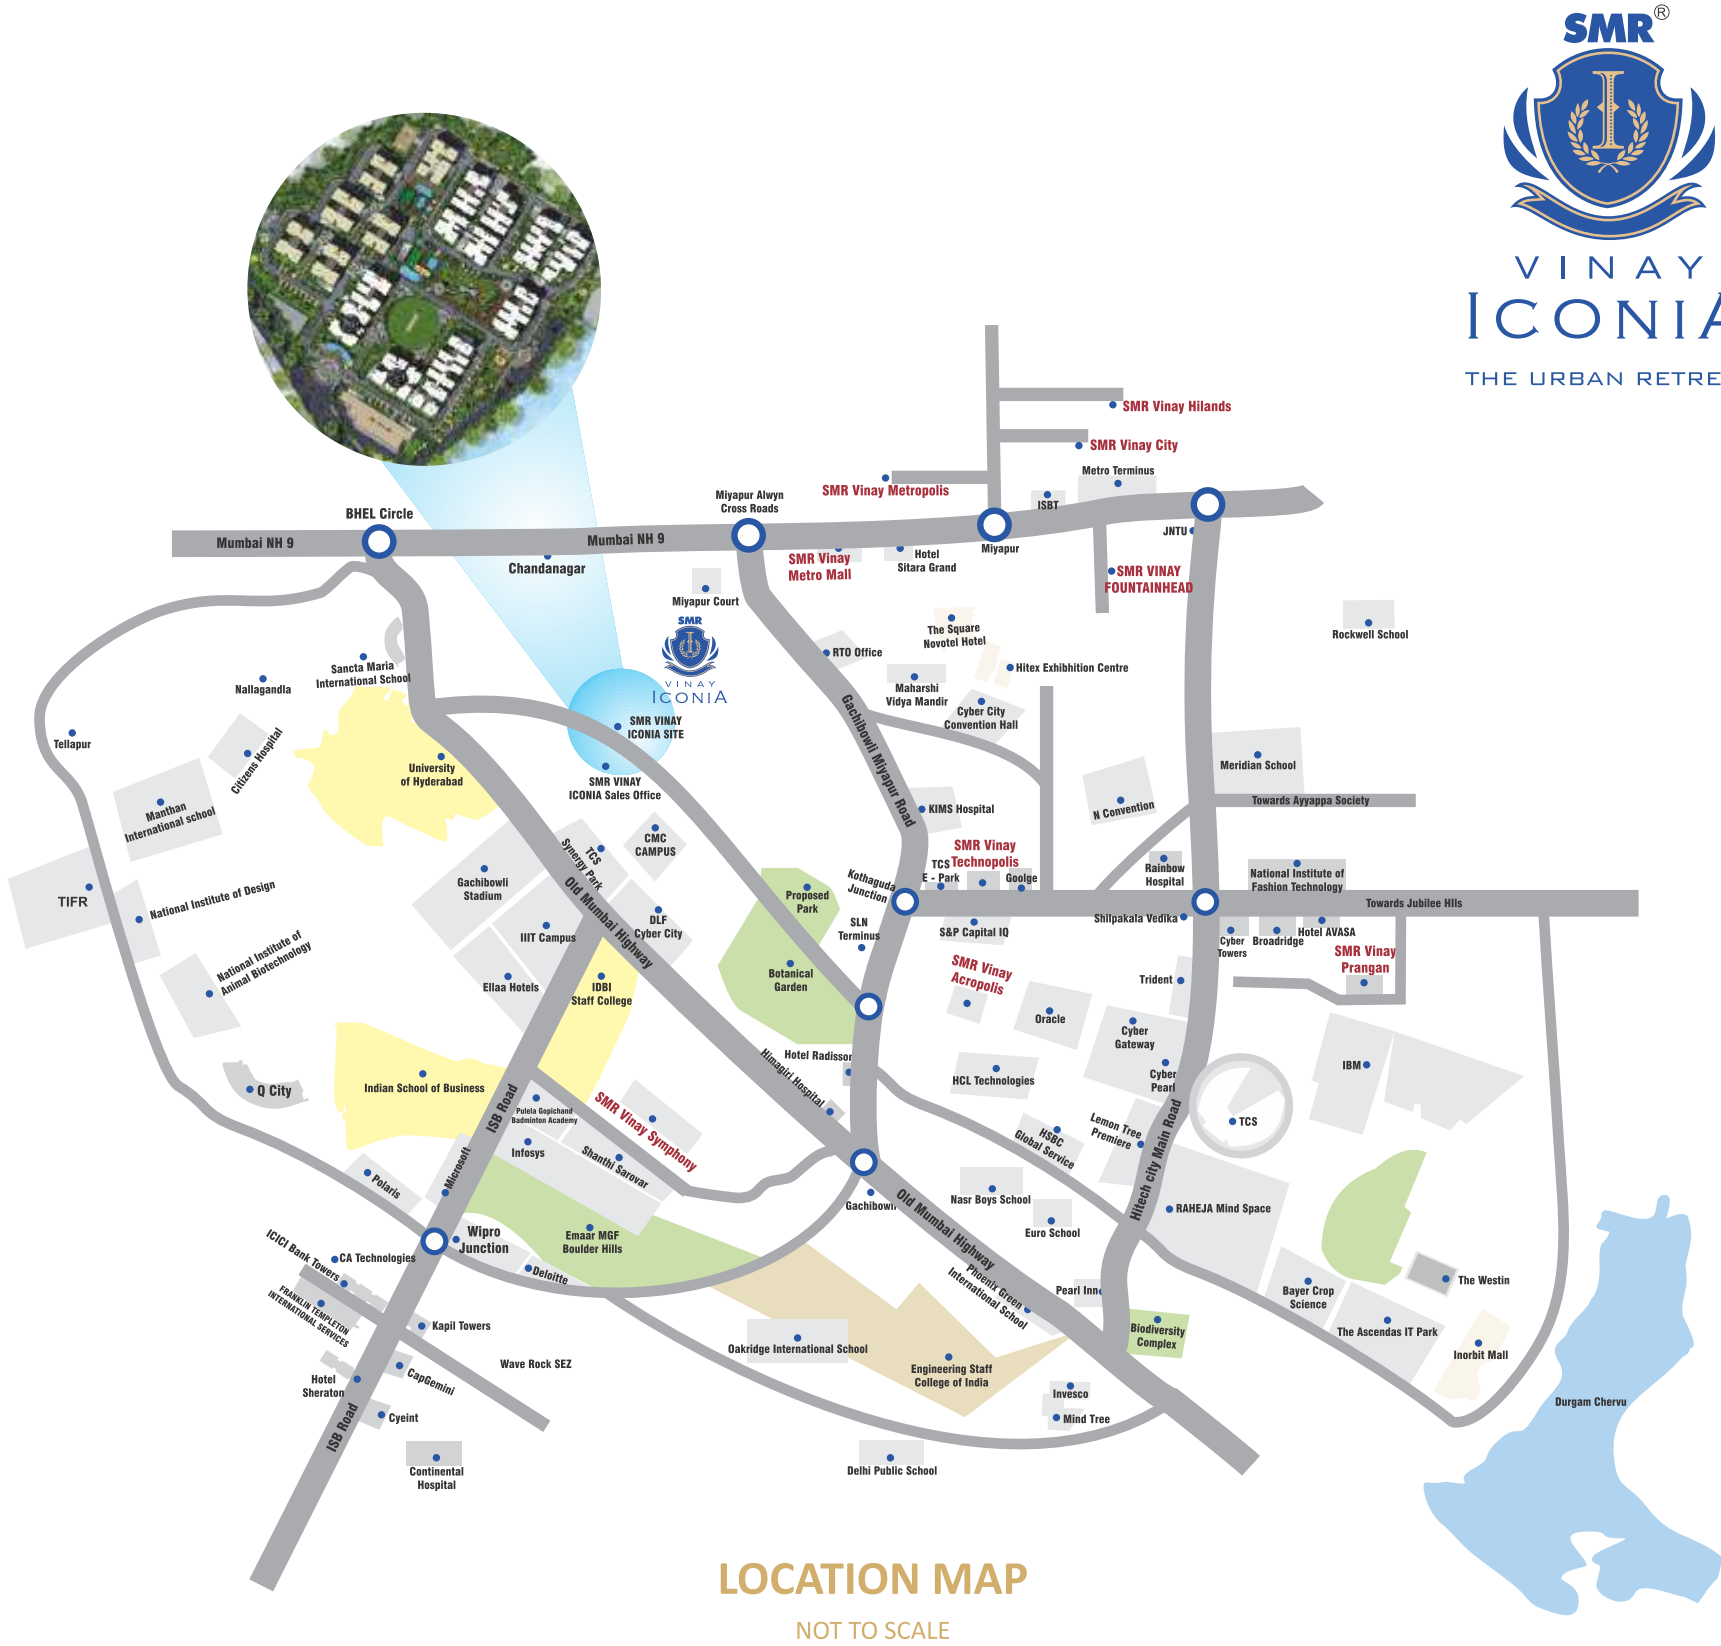 SMR®
VINAY
ICONIA
THE URBAN RETRE
SMR Vinay Hilands
SMR Vinay City
Metro Terminus
SMR Vinay Metropolis
ISBT
Miyapur Alwyn
Cross Roads
BHEL Circle
Mumbai NH 9
Mumbai NH 9
JNTU
Miyapur
Chandanagar
SMR Vinay
Metro Mall
Hotel
Sitara Grand
SMR VINAY
FOUNTAINHEAD
Miyapur Court
SMR
VINAY
ICONIA
The Square
Novotel Hotel
Rockwell School
RTO Office
Hitex Exhibhition Centre
Sancta Maria
International School
Nallagandla
Maharshi
Vidya Mandir
Cyber City
Convention Hall
Gachibowli Miyapur Road
SMR VINAY
ICONIA SITE
Tellapur
Citizens Hospital
University
of Hyderabad
SMR VINAY
ICONIA Sales Office
Meridian School
Manthan
International school
KIMS Hospital
N Convention
Towards Ayyappa Society
CMC
CAMPUS
TCS
Synergy Park
SMR Vinay
Technopolis
TCS
E - Park
Goolge
Rainbow
Hospital
National Institute of
Fashion Technology
Gachibowli
Stadium
Kothaguda
Junction
Proposed
Park
TIFR
National Institute of Design
Old Mumbai Highway
DLF
Cyber City
SLN
Terminus
S&P Capital IQ
Shilpakala Vedika
Towards Jubilee HIls
Cyber
Towers
Broadridge
Hotel AVASA
IIIT Campus
National Institute of
Animal Biotechnology
SMR Vinay
Prangan
SMR Vinay
Acropolis
Botanical
Garden
Ellaa Hotels
IDBI
Staff College
Trident
Oracle
Cyber
Gateway
Hotel Radisson
IBM
Himagiri Hospital
HCL Technologies
Cyber
Pearl
Q City
Indian School of Business
ISB Road
Pulela Gopichand
Badminton Academy
SMR Vinay Symphony
Lemon Tree
Premiere
Hitech city Main Road
TCS
HSBC
Global Service
Infosys
Shanthi Sarovar
Microsoft
Polaris
Nasr Boys School
Gachibowli
Old Mumbai Highway
RAHEJA Mind Space
Euro School
Wipro
Junction
Emaar MGF
Boulder Hills
ICICI Bank Towers
CA Technologies
Deloitte
FRANKLIN TEMPLETON
INTERNATIONAL SERVICES
Phoenix Green
International School
Pearl Inn
Bayer Crop
Science
The Westin
Kapil Towers
Biodiversity
Complex
The Ascendas IT Park
Oakridge International School
Inorbit Mall
Wave Rock SEZ
Engineering Staff
College of India
Hotel
Sheraton
CapGemini
Invesco
Durgam Chervu
Cyeint
Mind Tree
ISB Road
Continental
Hospital
Delhi Public School
LOCATION MAP
NOT TO SCALE